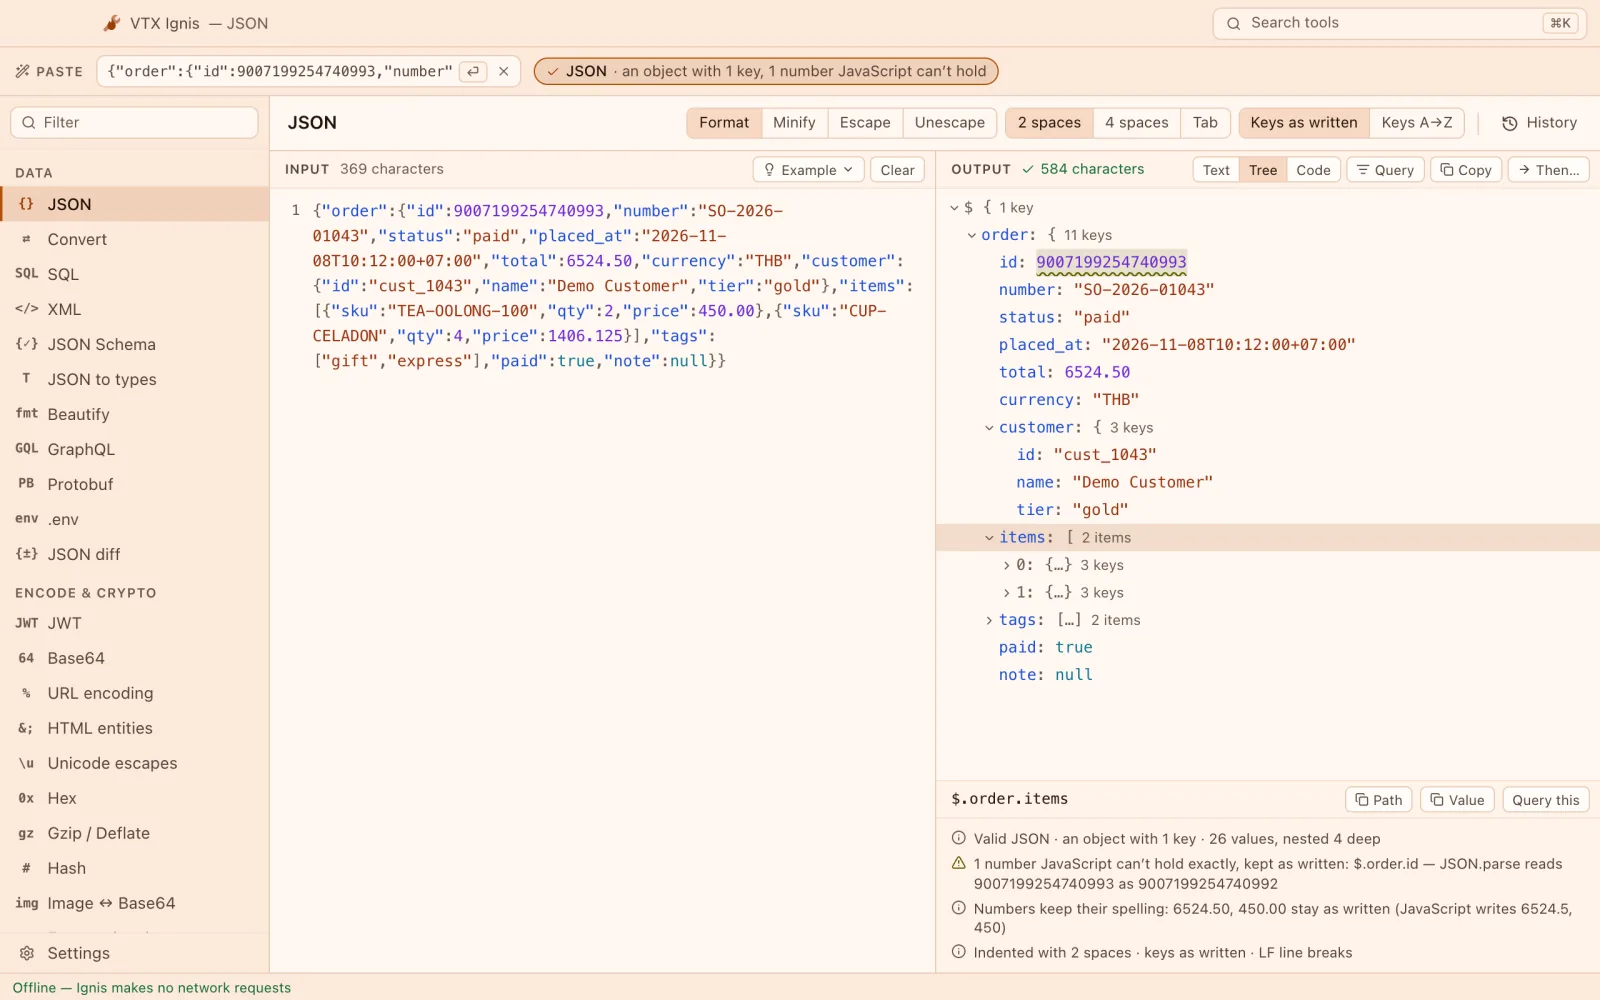 VTX Ignis — JSON
Search tools
⌘K
PASTE
{"order":{"id":9007199254740993,"number"
JSON · an object with 1 key, 1 number JavaScript can’t hold
Filter
DATA
{} JSON
⇄ Convert
SQL SQL
</> XML
{✓} JSON Schema
T JSON to types
fmt Beautify
GQL GraphQL
PB Protobuf
env .env
{±} JSON diff
ENCODE & CRYPTO
JWT JWT
64 Base64
% URL encoding
&; HTML entities
\u Unicode escapes
0x Hex
gz Gzip / Deflate
# Hash
img Image ↔ Base64
Settings
JSON
Format Minify Escape Unescape
2 spaces 4 spaces Tab
Keys as written Keys A→Z
History
INPUT 369 characters
Example Clear
1 {"order":{"id":9007199254740993,"number":"SO-2026-
01043","status":"paid","placed_at":"2026-11-
08T10:12:00+07:00","total":6524.50,"currency":"THB","customer":
{"id":"cust_1043","name":"Demo Customer","tier":"gold"},"items":
[{"sku":"TEA-OOLONG-100","qty":2,"price":450.00},{"sku":"CUP-
CELADON","qty":4,"price":1406.125}],"tags":
["gift","express"],"paid":true,"note":null}}
OUTPUT ✓ 584 characters
Text Tree Code Query Copy → Then...
$ { 1 key
order: { 11 keys
id: 9007199254740993
number: "SO-2026-01043"
status: "paid"
placed_at: "2026-11-08T10:12:00+07:00"
total: 6524.50
currency: "THB"
customer: { 3 keys
id: "cust_1043"
name: "Demo Customer"
tier: "gold"
items: [ 2 items
0: {…} 3 keys
1: {…} 3 keys
tags: […] 2 items
paid: true
note: null
$.order.items
Path Value Query this
Valid JSON · an object with 1 key · 26 values, nested 4 deep
1 number JavaScript can’t hold exactly, kept as written: $.order.id — JSON.parse reads
9007199254740993 as 9007199254740992
Numbers keep their spelling: 6524.50, 450.00 stay as written (JavaScript writes 6524.5,
450)
Indented with 2 spaces · keys as written · LF line breaks
Offline — Ignis makes no network requests